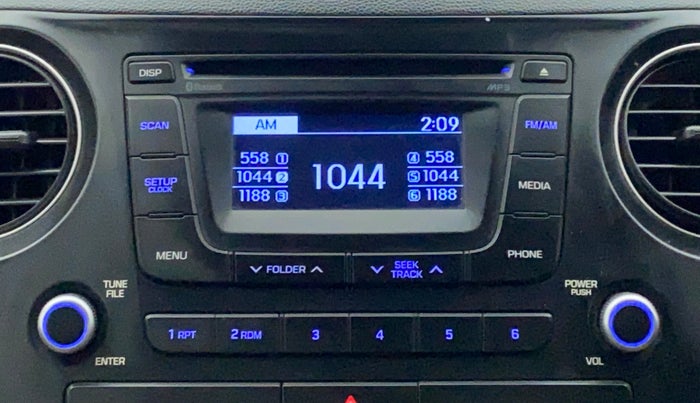 DISP
Bluetooth
MP3
SCAN
AM 2:09
FM/AM
558 1 4 558
1044 2 1044 5 1044
1188 3 6 1188
SETUP
CLOCK
MEDIA
MENU
FOLDER
SEEK
TRACK
PHONE
TUNE
FILE
POWER
PUSH
1 RPT 2 RDM 3 4 5 6
ENTER
VOL